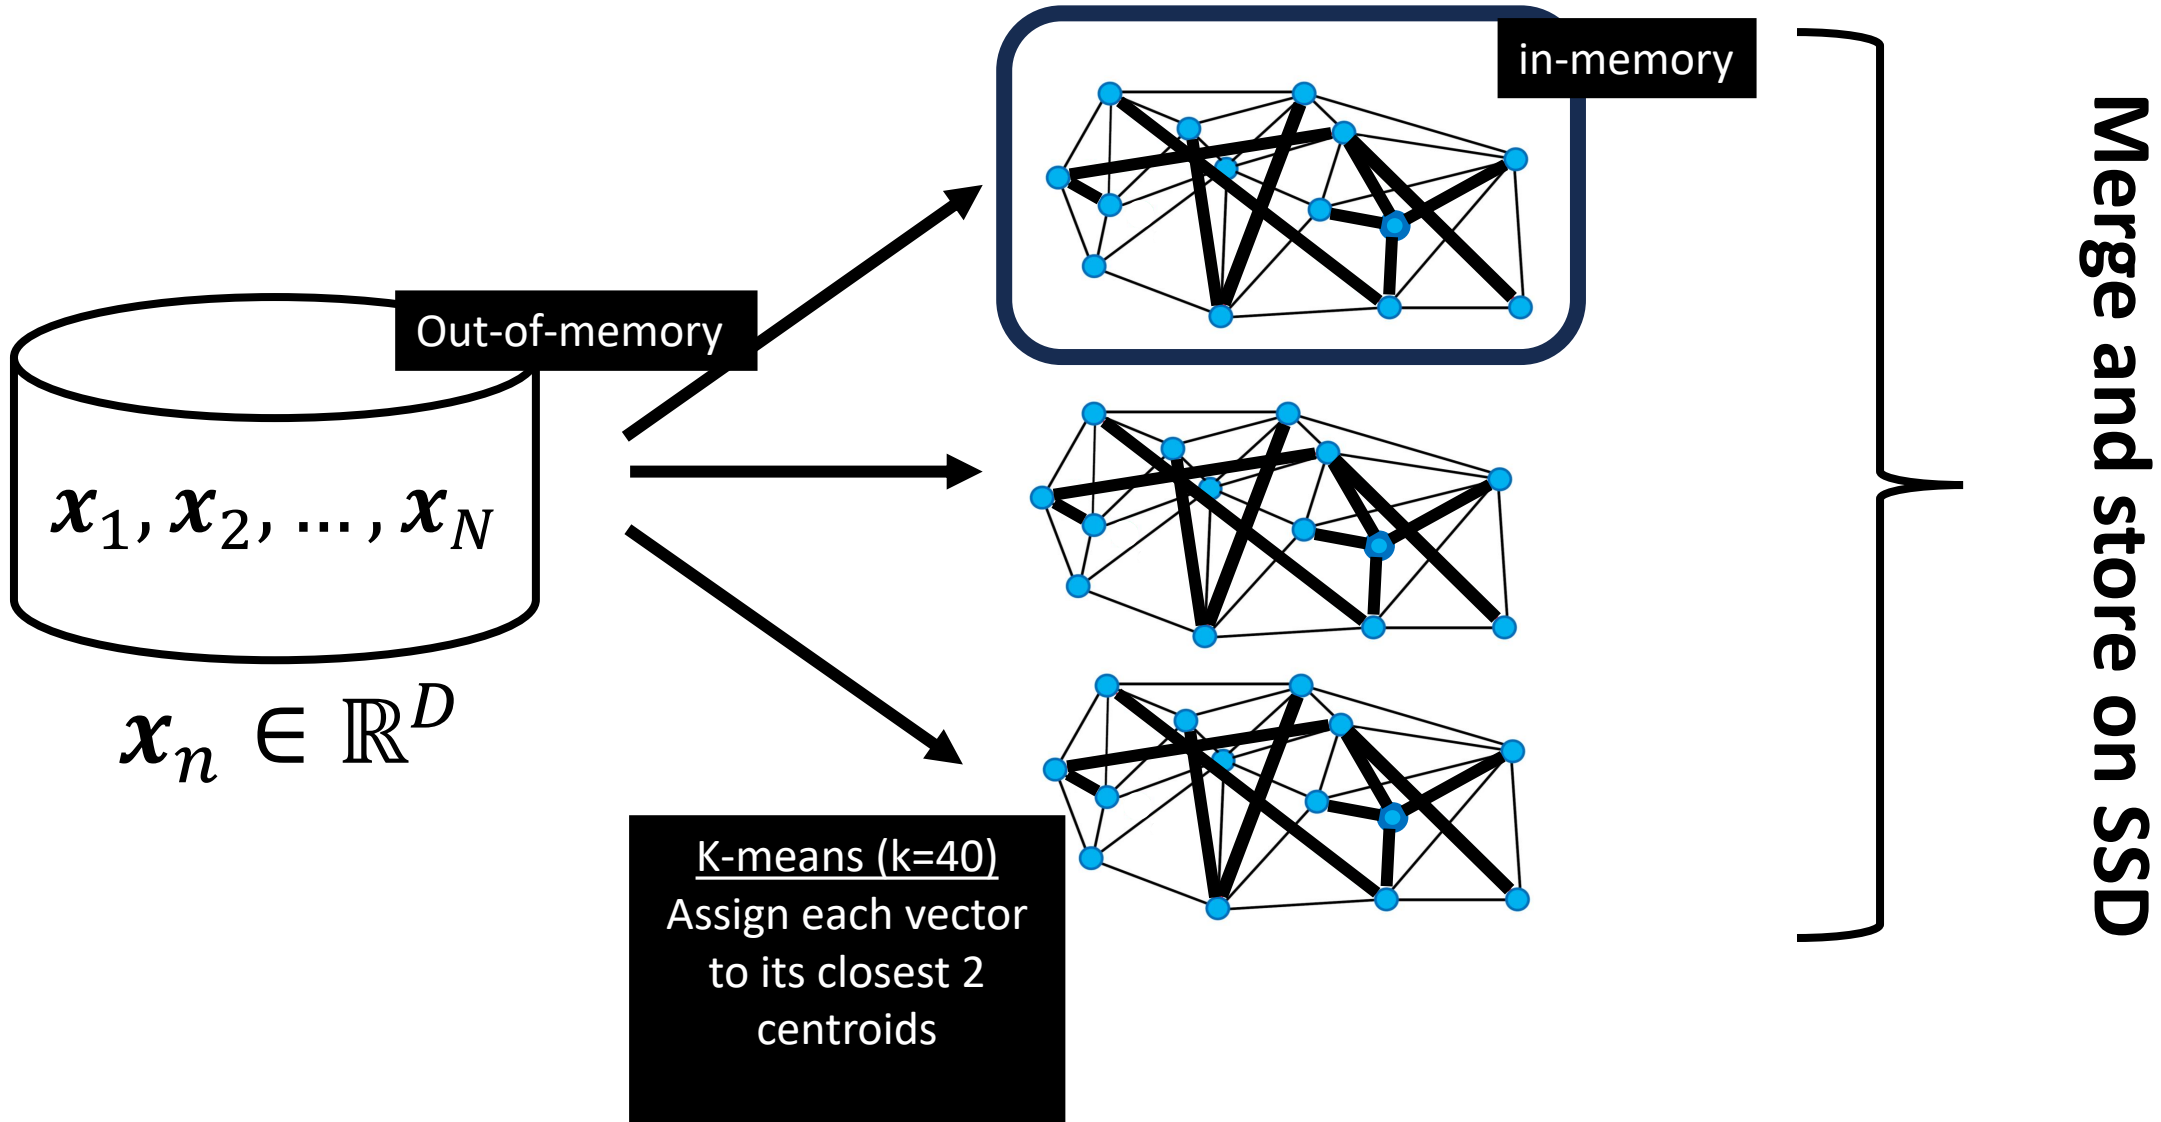 in-memory
Out-of-memory
𝒙₁, 𝒙₂, … , 𝒙_N
𝒙ₙ ∈ ℝᴰ
K-means (k=40)
Assign each vector
to its closest 2
centroids
Merge and store on SSD